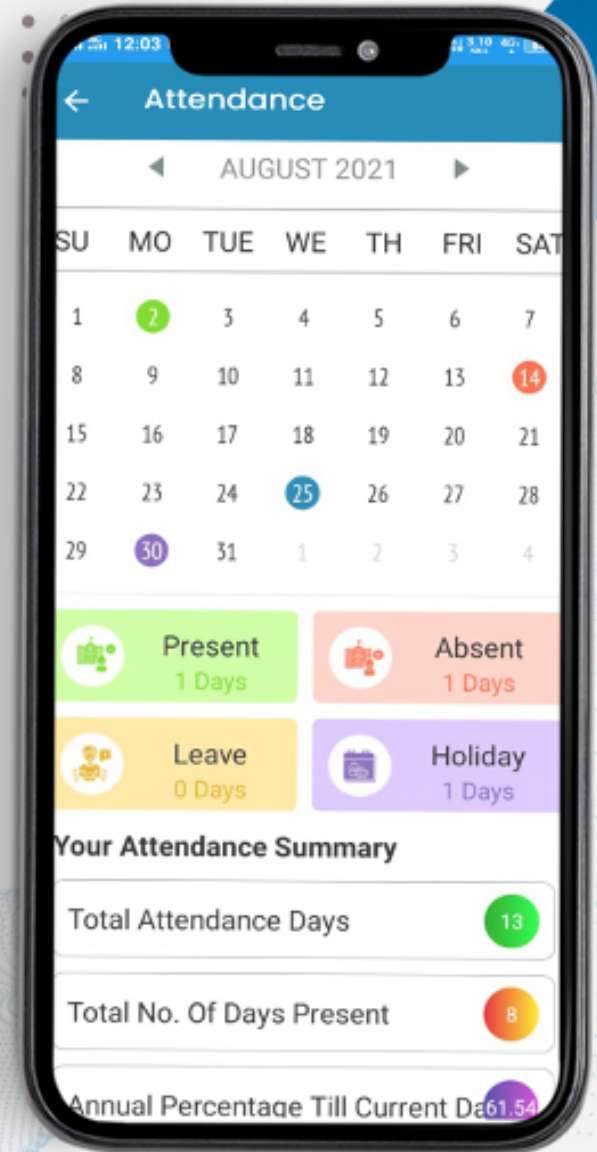 12:03
Attendance
AUGUST 2021
SU MO TUE WE TH FRI SAT
1 2 3 4 5 6 7
8 9 10 11 12 13 14
15 16 17 18 19 20 21
22 23 24 25 26 27 28
29 30 31 1 2 3 4
Present Absent
1 Days 1 Days
Leave Holiday
0 Days 1 Days
Your Attendance Summary
Total Attendance Days 13
Total No. Of Days Present 8
Annual Percentage Till Current Da 61.54